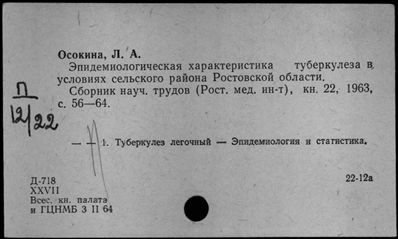 Осокина, Л. А.
Эпидемиологическая характеристика туберкулеза в
условиях сельского района Ростовской области.
Сборник науч. трудов (Рост. мед. ин-т), кн. 22, 1963,
с. 56—64.
П
12/22
— — 1. Туберкулез легочный — Эпидемиология и статистика.
Д-718
22-12а
XXVII
Всес. кн. палата
и ГЦНМБ 3 II 64